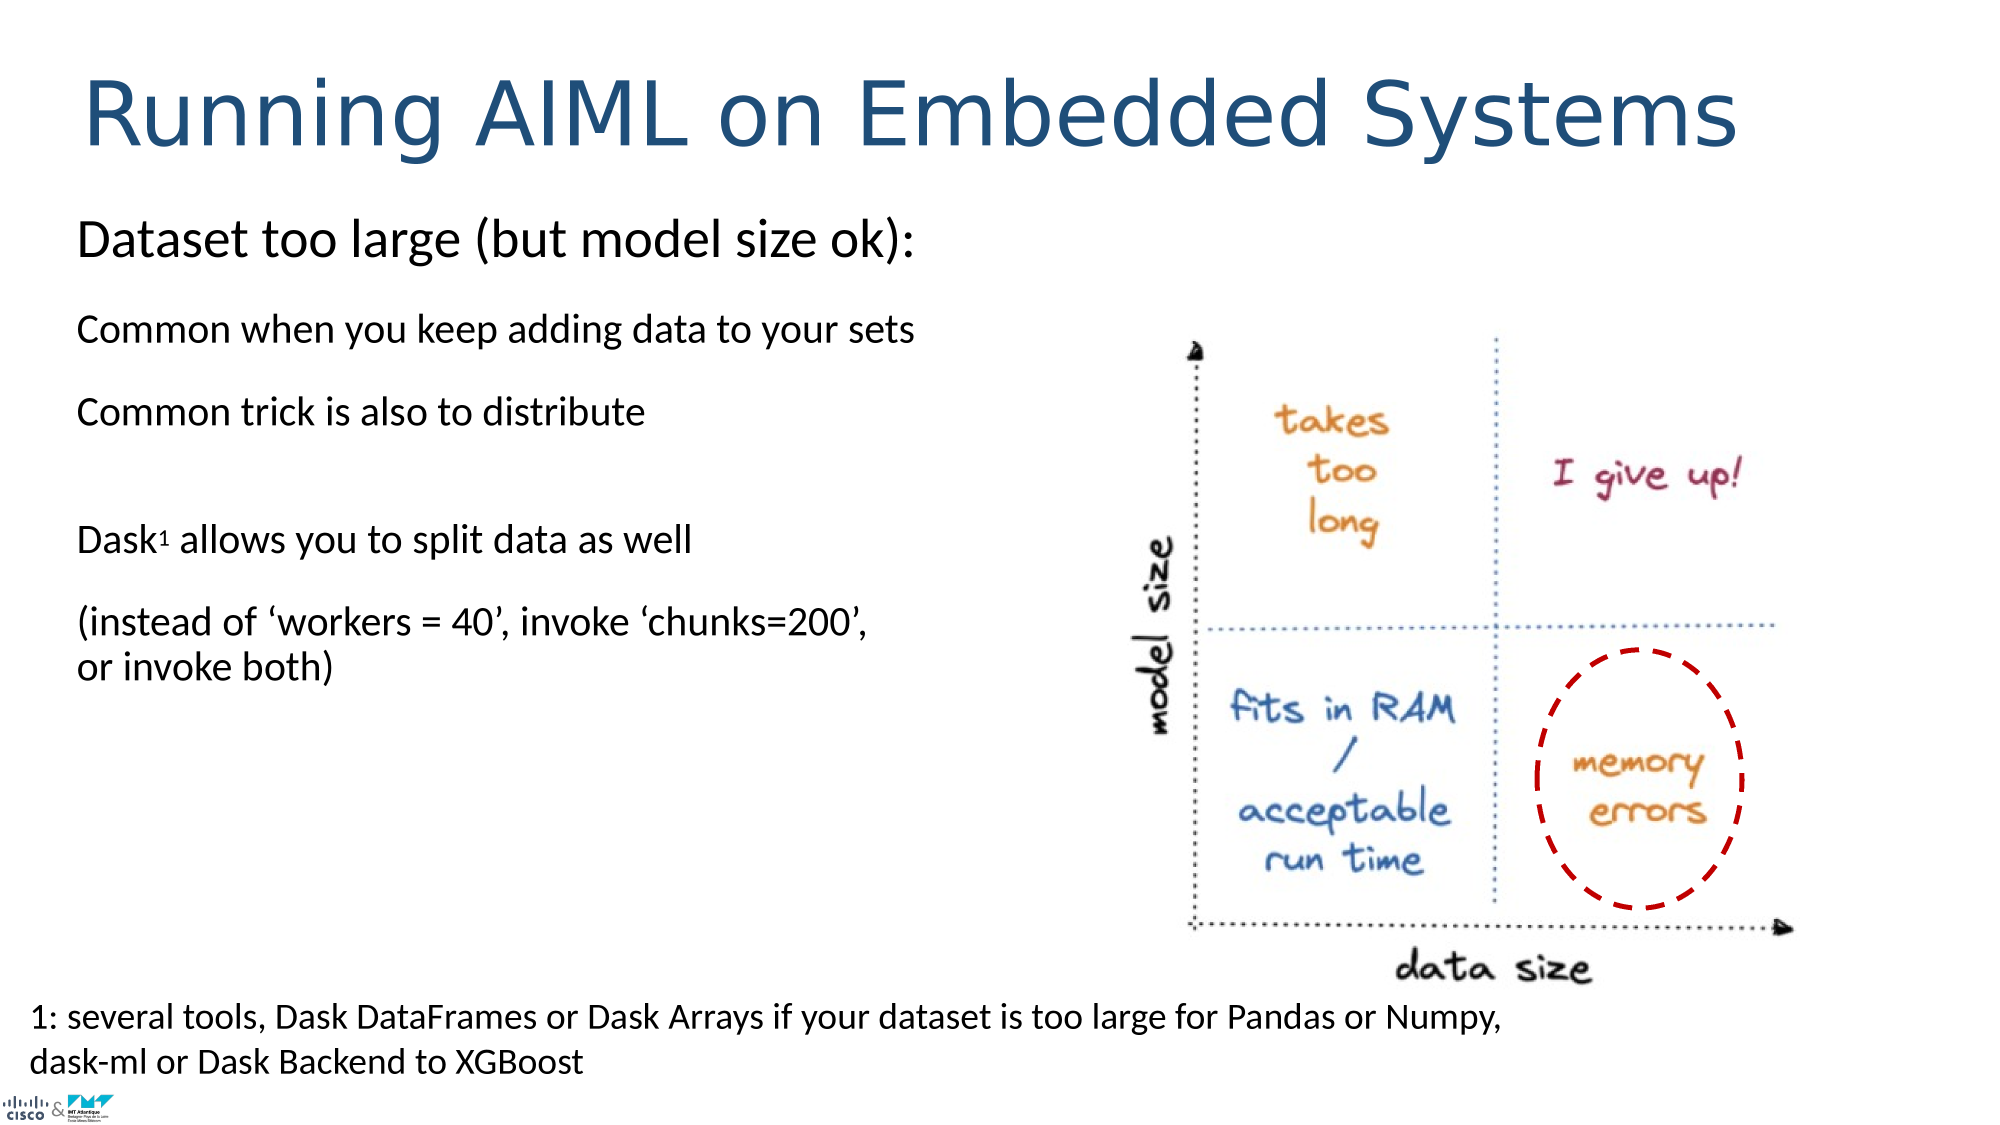 Running AIML on Embedded Systems
Dataset too large (but model size ok):
Common when you keep adding data to your sets
Common trick is also to distribute
Dask1 allows you to split data as well
(instead of ‘workers = 40’, invoke ‘chunks=200’,
or invoke both)
takes
too
long
I give up!
model size
fits in RAM
/
acceptable
run time
memory
errors
data size
1: several tools, Dask DataFrames or Dask Arrays if your dataset is too large for Pandas or Numpy,
dask-ml or Dask Backend to XGBoost
CISCO & IMT Atlantique